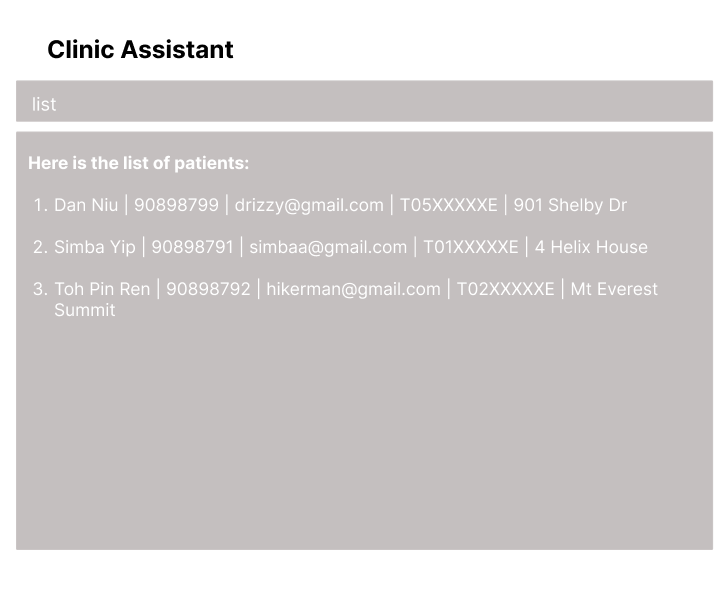 Clinic Assistant
list
Here is the list of patients:
1. Dan Niu | 90898799 | drizzy@gmail.com | T05XXXXXE | 901 Shelby Dr
2. Simba Yip | 90898791 | simbaa@gmail.com | T01XXXXXE | 4 Helix House
3. Toh Pin Ren | 90898792 | hikerman@gmail.com | T02XXXXXE | Mt Everest
Summit